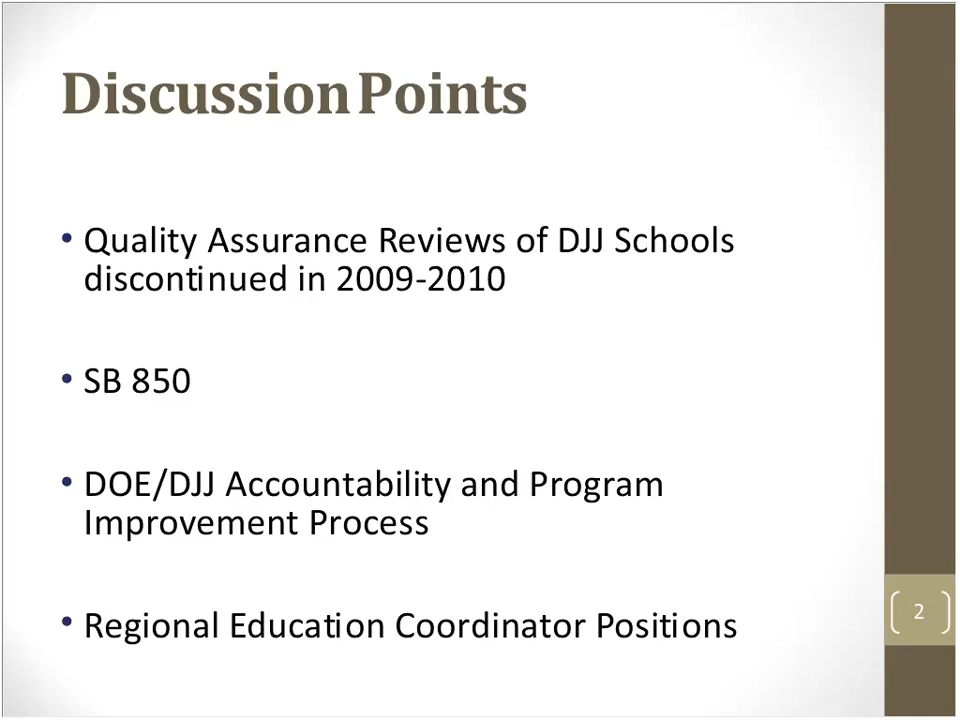 Discussion Points
• Quality Assurance Reviews of DJJ Schools
discontinued in 2009-2010
• SB 850
• DOE/DJJ Accountability and Program
Improvement Process
• Regional Education Coordinator Positions
2